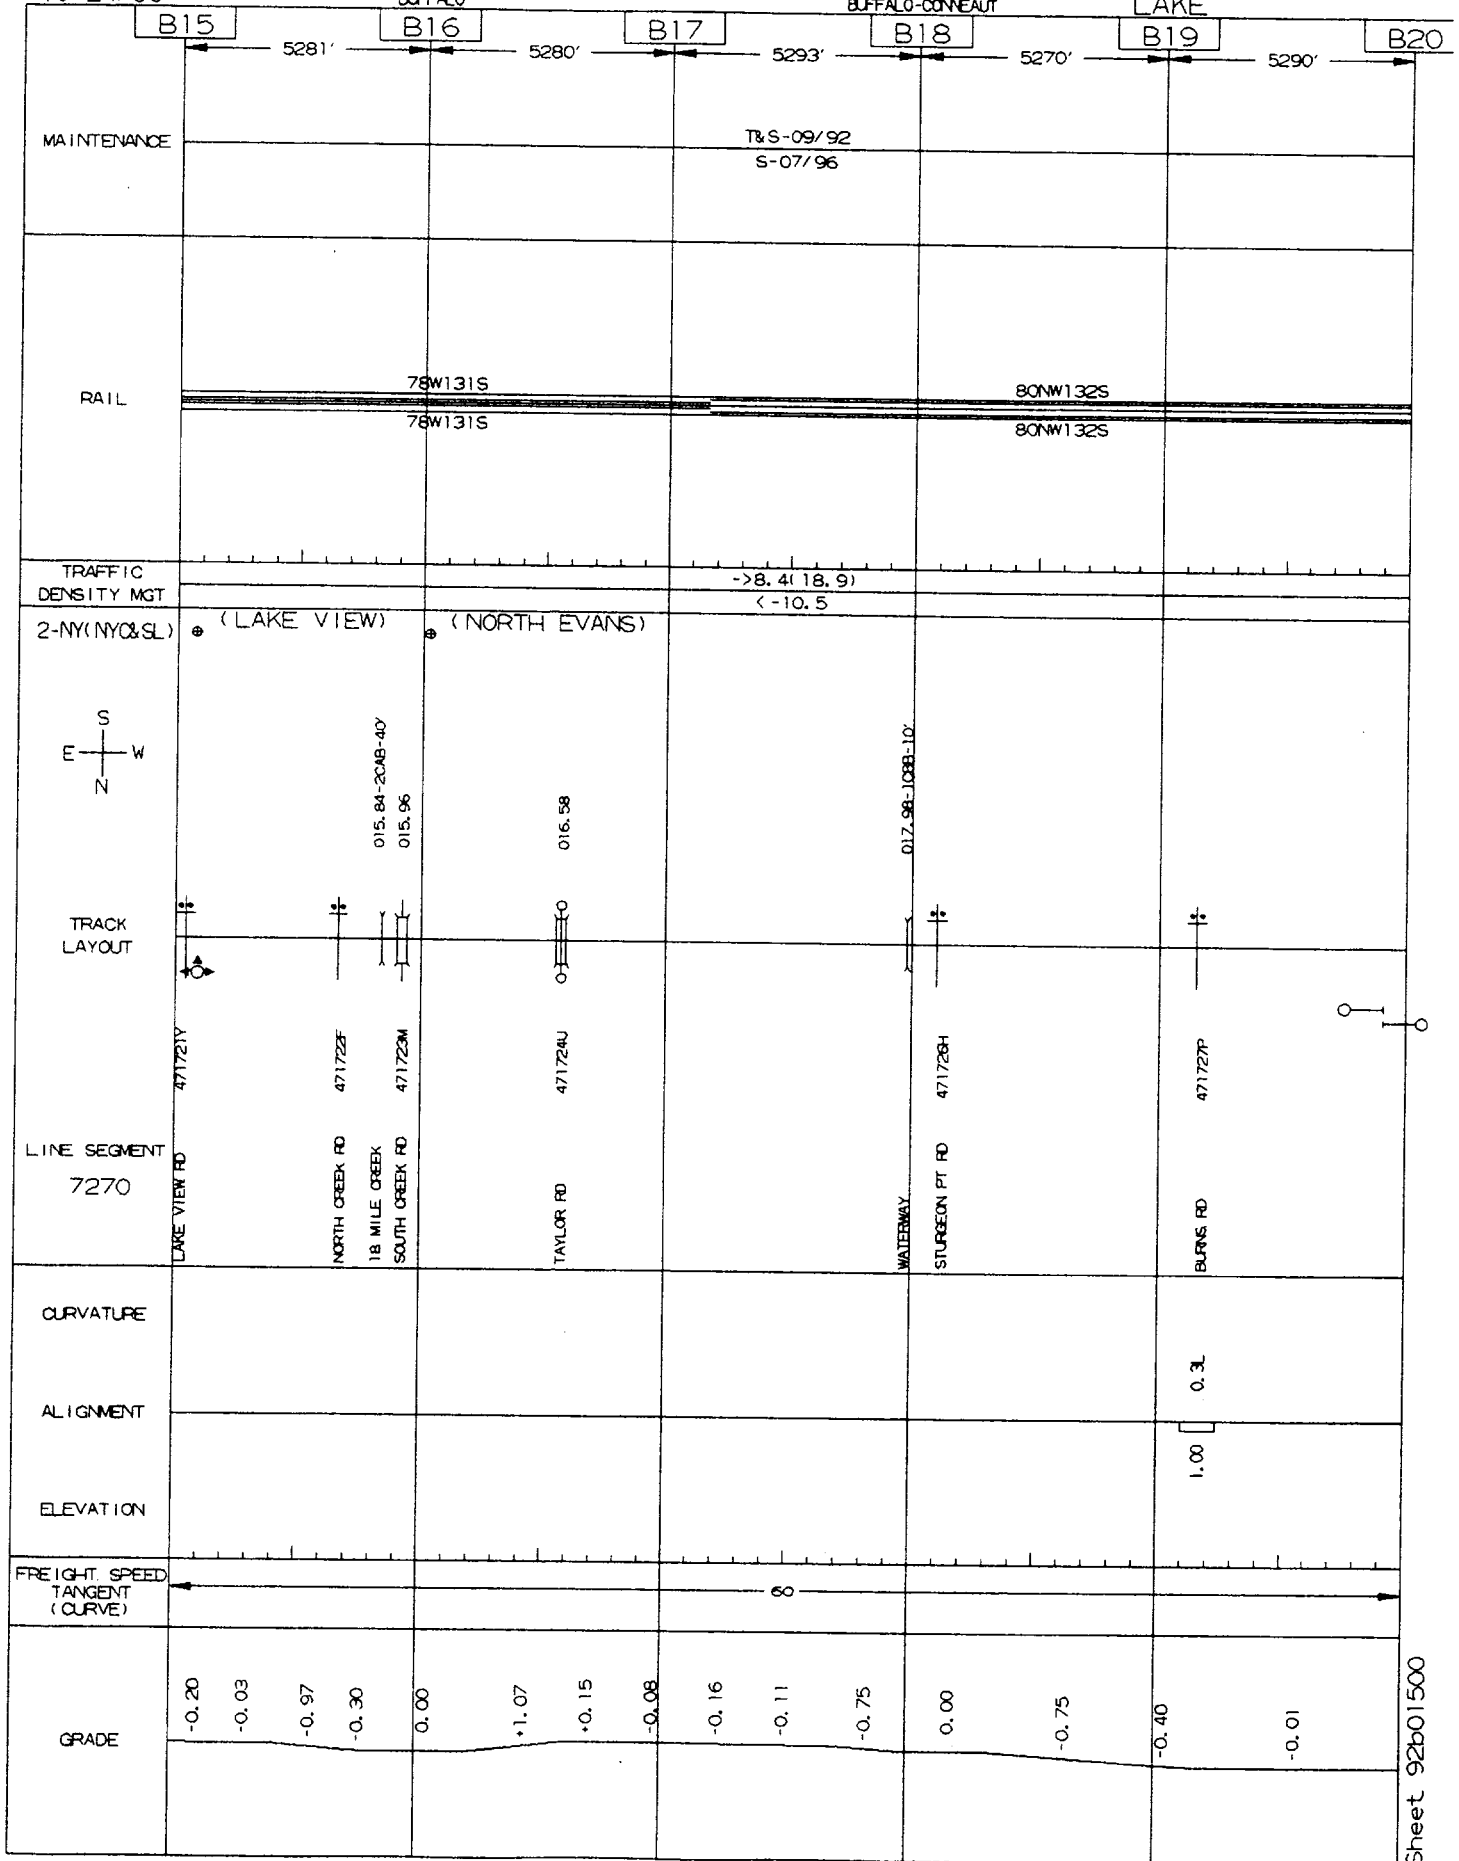 BUFFALO
BUFFALO-CONNEAUT
LAKE
B15
B16
B17
B18
B19
B20
5281'
5280'
5293'
5270'
5290'
MAINTENANCE
T&S-09/92
S-07/96
RAIL
78W131S
80NW132S
78W131S
80NW132S
TRAFFIC
DENSITY MGT
->8.4(18.9)
<-10.5
2-NY(NYC&SL)
(LAKE VIEW)
(NORTH EVANS)
S
E
W
N
015.84-2CAB-40'
015.96
016.58
017.98-1CBB-10'
TRACK
LAYOUT
471721Y
471722F
471723M
471724U
471726H
471727P
LINE SEGMENT
7270
LAKE VIEW RD
NORTH CREEK RD
18 MILE CREEK
SOUTH CREEK RD
TAYLOR RD
WATERWAY
STURGEON PT RD
BURNS RD
CURVATURE
0.3L
ALIGNMENT
1.00
ELEVATION
FREIGHT SPEED
TANGENT
(CURVE)
60
GRADE
-0.20
-0.03
-0.97
-0.30
0.00
+1.07
+0.15
-0.08
-0.16
-0.11
-0.75
0.00
-0.75
-0.40
-0.01
Sheet 92b01500